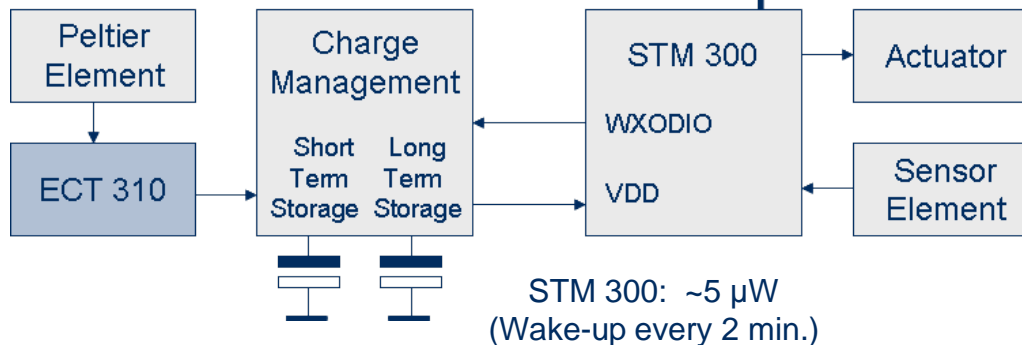 Peltier
Element
ECT 310
Charge
Management
Short
Term
Storage
Long
Term
Storage
STM 300
WXODIO
VDD
Actuator
Sensor
Element
STM 300:  ~5 µW
(Wake-up every 2 min.)